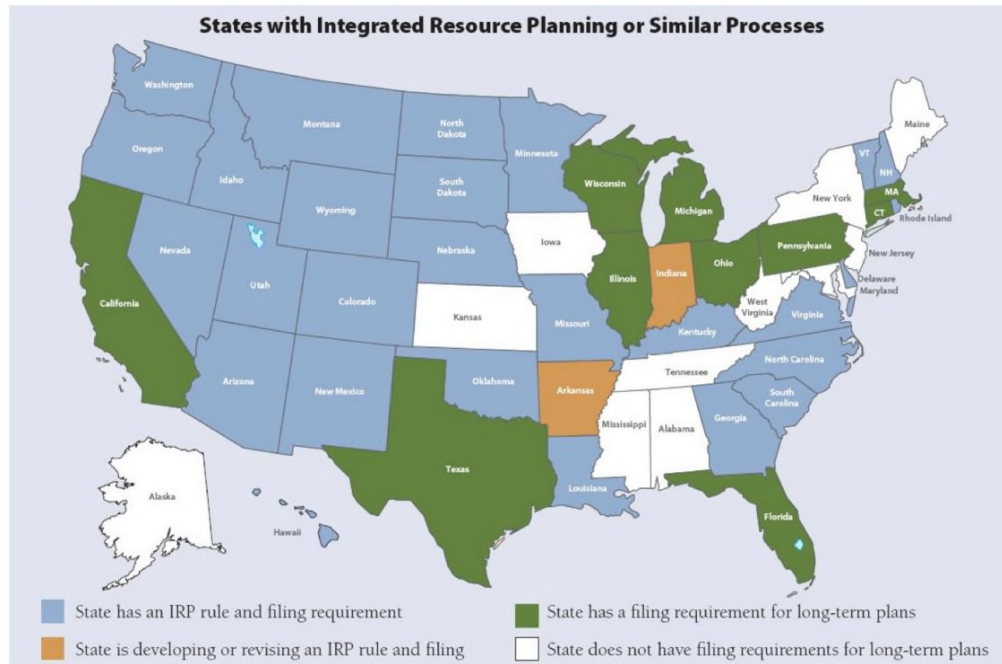 States with Integrated Resource Planning or Similar Processes
Washington
Oregon
Idaho
Montana
North
Dakota
South
Dakota
Minnesota
Wyoming
Nebraska
Nevada
Utah
Colorado
California
Arizona
New Mexico
Oklahoma
Texas
Kansas
Iowa
Missouri
Arkansas
Louisiana
Wisconsin
Illinois
Michigan
Indiana
Ohio
Kentucky
Tennessee
Mississippi
Alabama
Georgia
Florida
South
Carolina
North Carolina
Virginia
West
Virginia
Pennsylvania
New York
VT
NH
Maine
MA
CT
Rhode Island
New Jersey
Delaware
Maryland
Alaska
Hawaii
State has an IRP rule and filing requirement
State has a filing requirement for long-term plans
State is developing or revising an IRP rule and filing
State does not have filing requirements for long-term plans